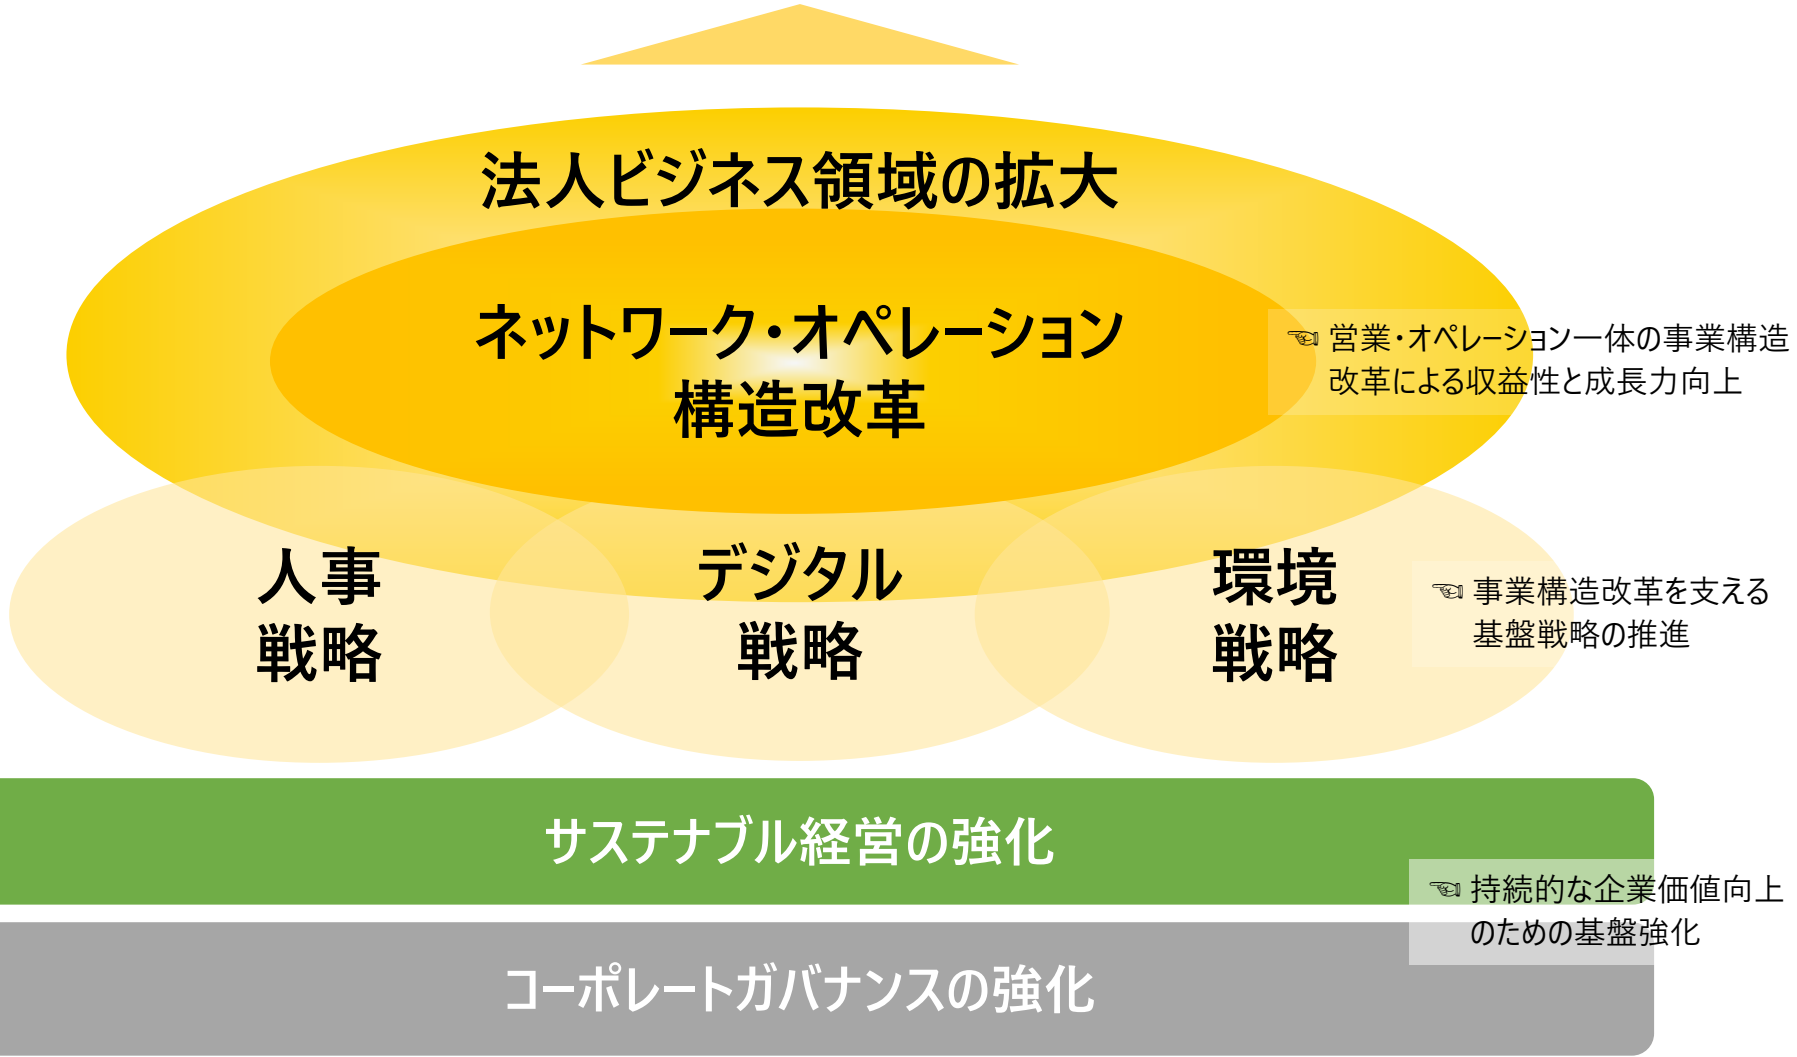 法人ビジネス領域の拡大
ネットワーク・オペレーション
構造改革
☜ 営業・オペレーション一体の事業構造
改革による収益性と成長力向上
人事
戦略
デジタル
戦略
環境
戦略
☜ 事業構造改革を支える
基盤戦略の推進
サステナブル経営の強化
☜ 持続的な企業価値向上
のための基盤強化
コーポレートガバナンスの強化